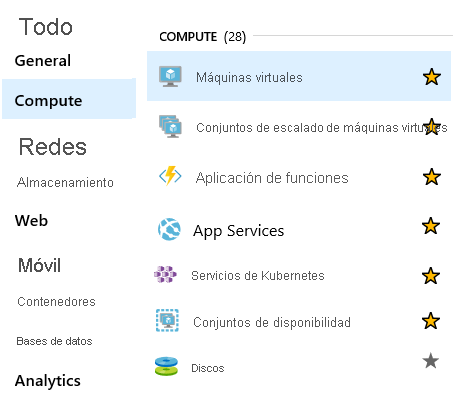 Todo
General
Compute
Redes
Almacenamiento
Web
Móvil
Contenedores
Bases de datos
Analytics
COMPUTE (28)
Máquinas virtuales
Conjuntos de escalado de máquinas virtuales
Aplicación de funciones
App Services
Servicios de Kubernetes
Conjuntos de disponibilidad
Discos